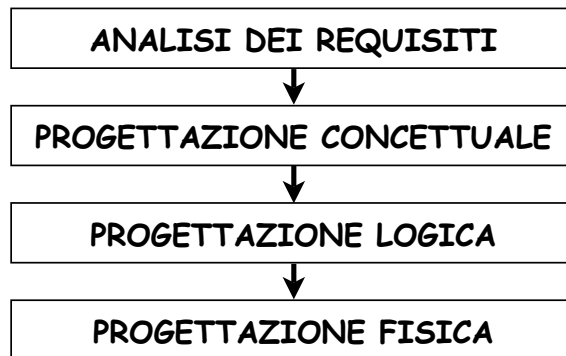 ANALISI DEI REQUISITI
PROGETTAZIONE CONCETTUALE
PROGETTAZIONE LOGICA
PROGETTAZIONE FISICA